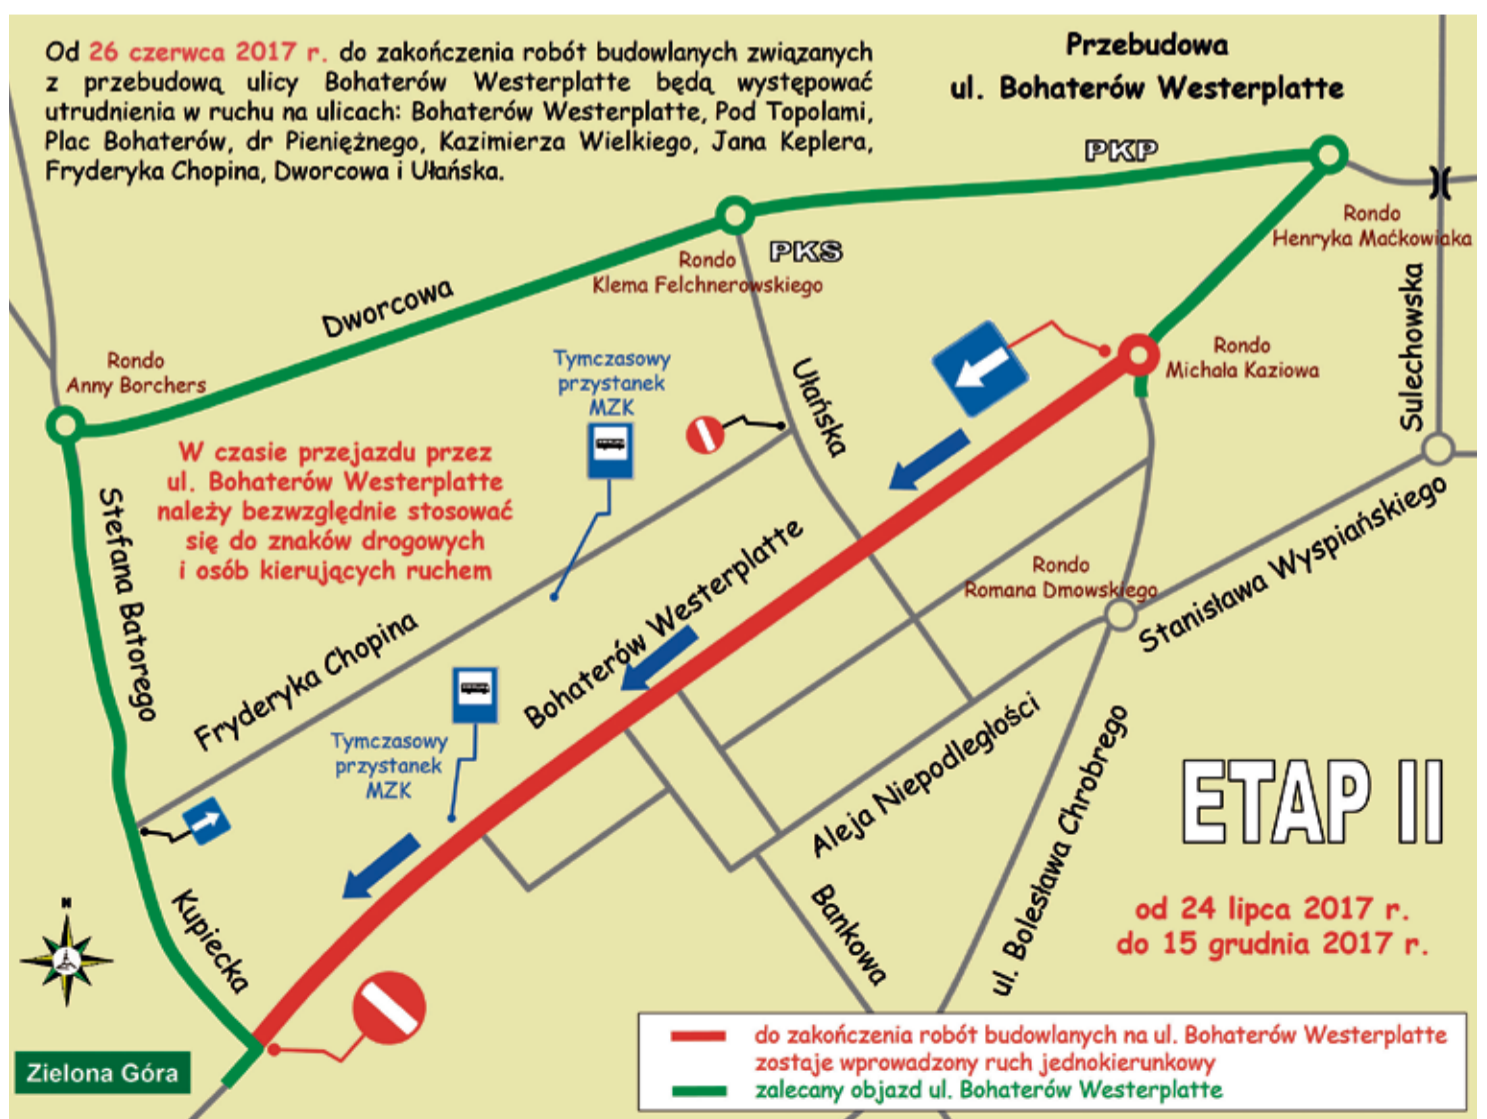 Od 26 czerwca 2017 r. do zakończenia robót budowlanych związanych
z przebudową ulicy Bohaterów Westerplatte będą występować
utrudnienia w ruchu na ulicach: Bohaterów Westerplatte, Pod Topolami,
Plac Bohaterów, dr Pieniężnego, Kazimierza Wielkiego, Jana Keplera,
Fryderyka Chopina, Dworcowa i Ułańska.
Przebudowa
ul. Bohaterów Westerplatte
PKP
Rondo
Henryka Maćkowiaka
PKS
Rondo
Klema Felchnerowskiego
Dworcowa
Sulechowska
Rondo
Anny Borchers
Tymczasowy
przystanek
MZK
Ułańska
Rondo
Michała Kaziowa
W czasie przejazdu przez
ul. Bohaterów Westerplatte
należy bezwzględnie stosować
się do znaków drogowych
i osób kierujących ruchem
Stefana Batorego
Fryderyka Chopina
Bohaterów Westerplatte
Rondo
Romana Dmowskiego
Stanisława Wyspiańskiego
Tymczasowy
przystanek
MZK
Aleja Niepodległości
ul. Bolesława Chrobrego
ETAP II
od 24 lipca 2017 r.
do 15 grudnia 2017 r.
Kupiecka
Bankowa
N
Zielona Góra
do zakończenia robót budowlanych na ul. Bohaterów Westerplatte
zostaje wprowadzony ruch jednokierunkowy
zalecany objazd ul. Bohaterów Westerplatte